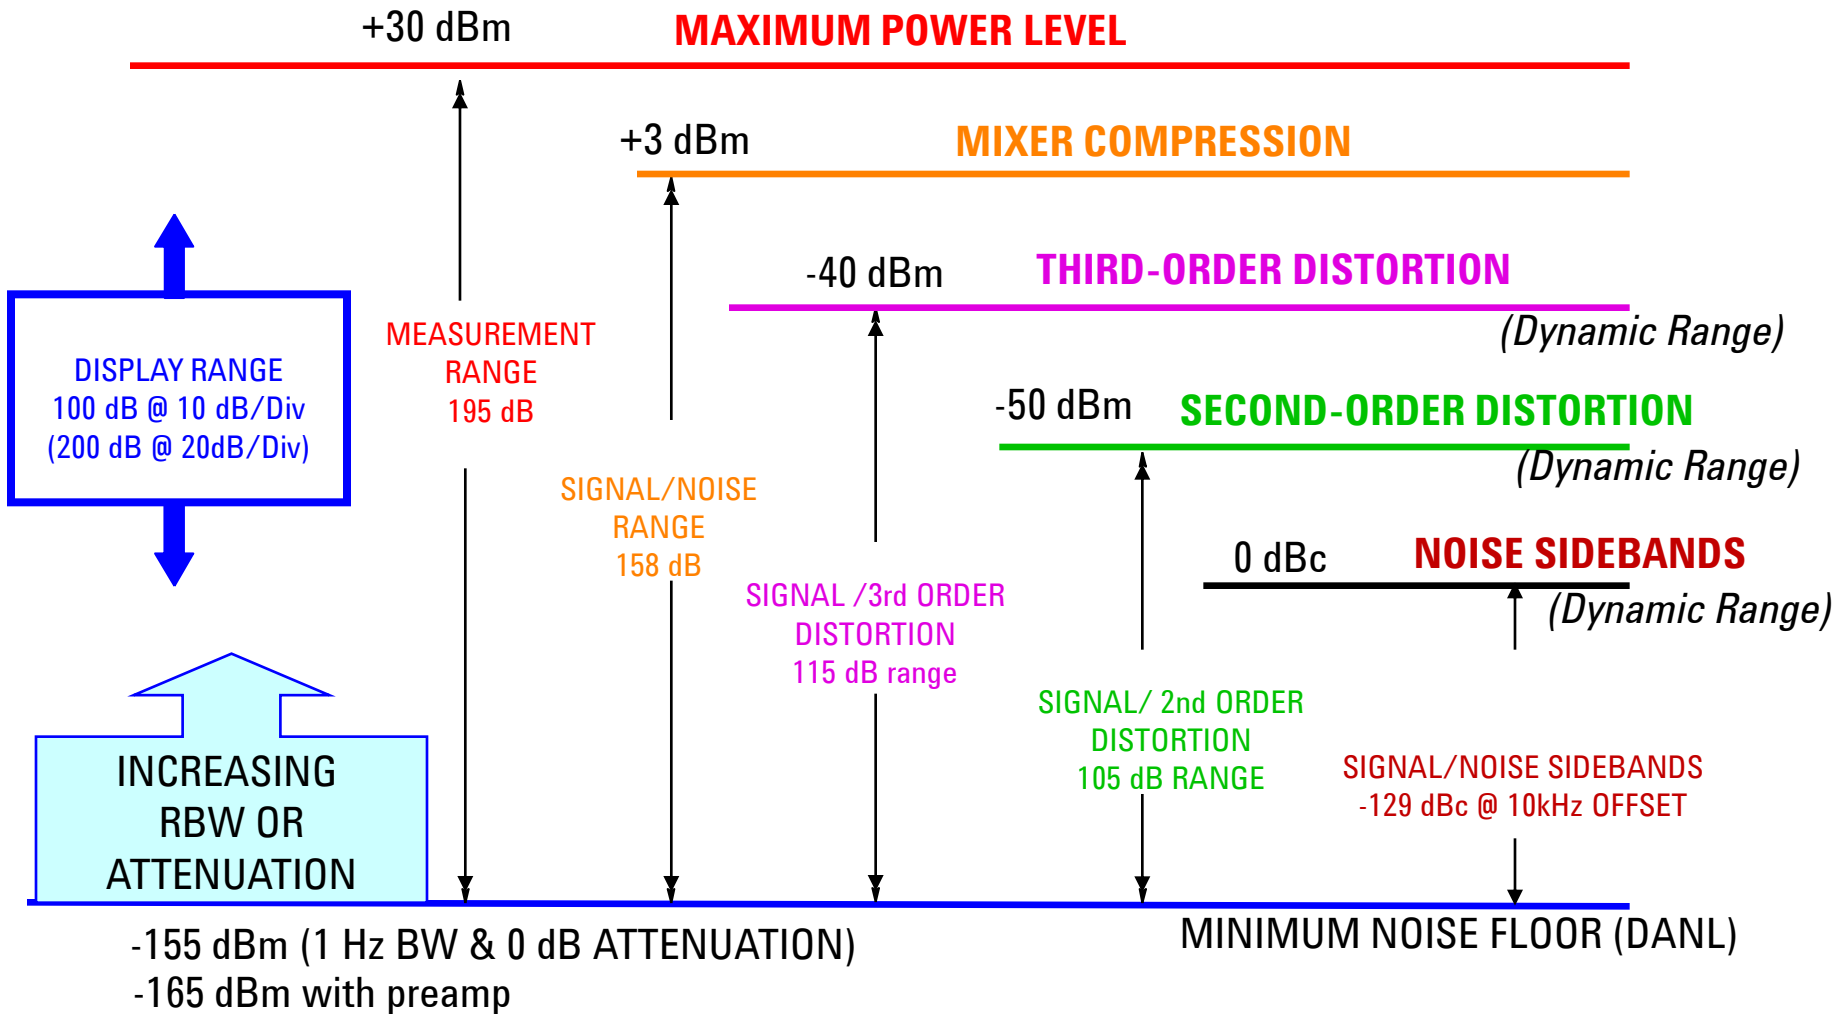 +30 dBm
MAXIMUM POWER LEVEL
+3 dBm
MIXER COMPRESSION
-40 dBm
THIRD-ORDER DISTORTION
(Dynamic Range)
MEASUREMENT
RANGE
195 dB
DISPLAY RANGE
100 dB @ 10 dB/Div
(200 dB @ 20dB/Div)
-50 dBm
SECOND-ORDER DISTORTION
(Dynamic Range)
SIGNAL/NOISE
RANGE
158 dB
0 dBc
NOISE SIDEBANDS
(Dynamic Range)
SIGNAL /3rd ORDER
DISTORTION
115 dB range
SIGNAL/ 2nd ORDER
DISTORTION
105 dB RANGE
SIGNAL/NOISE SIDEBANDS
-129 dBc @ 10kHz OFFSET
INCREASING
RBW OR
ATTENUATION
MINIMUM NOISE FLOOR (DANL)
-155 dBm (1 Hz BW & 0 dB ATTENUATION)
-165 dBm with preamp